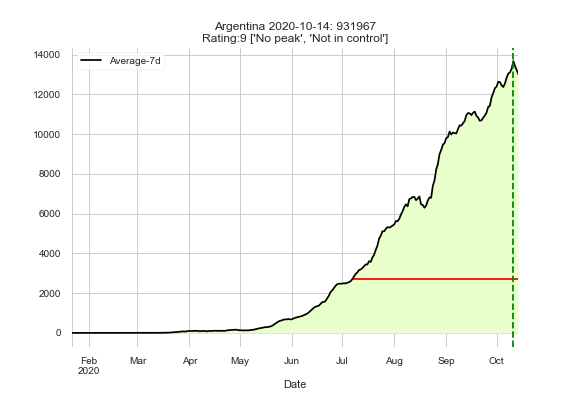 Argentina 2020-10-14: 931967
Rating:9 ['No peak', 'Not in control']
Average-7d
14000
12000
10000
8000
6000
4000
2000
0
Feb Mar Apr May Jun Jul Aug Sep Oct
2020
Date